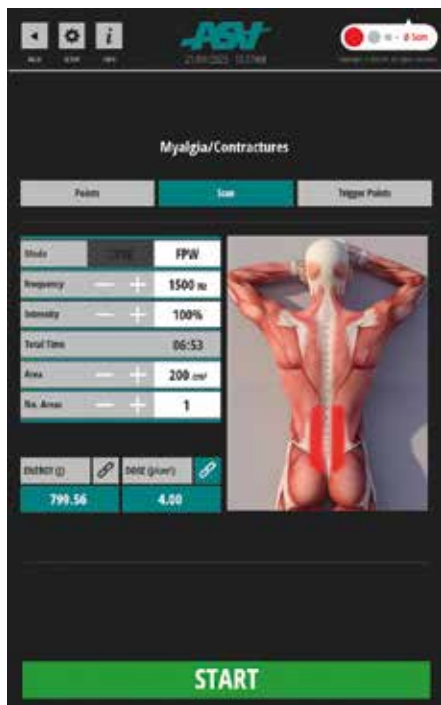 ASA
Myalgia/Contractures
Points
Scan
Trigger Points
Mode
FPW
Frequency
1500 Hz
Intensity
100%
Total Time
06:53
Area
200 cm²
No. Areas
1
ENERGY (J)
DOSE (J/cm²)
799.56
4.00
START